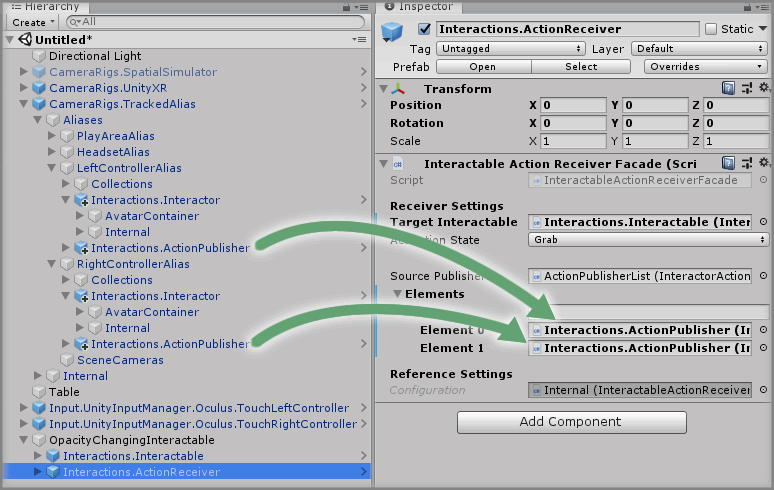 Hierarchy
Create
All
Untitled*
Directional Light
CameraRigs.SpatialSimulator
CameraRigs.UnityXR
CameraRigs.TrackedAlias
Aliases
PlayAreaAlias
HeadsetAlias
LeftControllerAlias
Collections
Interactions.Interactor
AvatarContainer
Internal
Interactions.ActionPublisher
RightControllerAlias
Collections
Interactions.Interactor
AvatarContainer
Internal
Interactions.ActionPublisher
SceneCameras
Internal
Table
Input.UnityInputManager.Oculus.TouchLeftController
Input.UnityInputManager.Oculus.TouchRightController
OpacityChangingInteractable
Interactions.Interactable
Interactions.ActionReceiver
Inspector
Interactions.ActionReceiver Static
Tag Untagged Layer Default
Prefab Open Select Overrides
Transform
Position X 0 Y 0 Z 0
Rotation X 0 Y 0 Z 0
Scale X 1 Y 1 Z 1
Interactable Action Receiver Facade (Scri
Script InteractableActionReceiverFacade
Receiver Settings
Target Interactable Interactions.Interactable (Inter
State Grab
Source Publisher ActionPublisherList (InteractorAction
Elements
Element 0 Interactions.ActionPublisher (In
Element 1 Interactions.ActionPublisher (In
Reference Settings
Configuration Internal (InteractableActionReceiver
Add Component